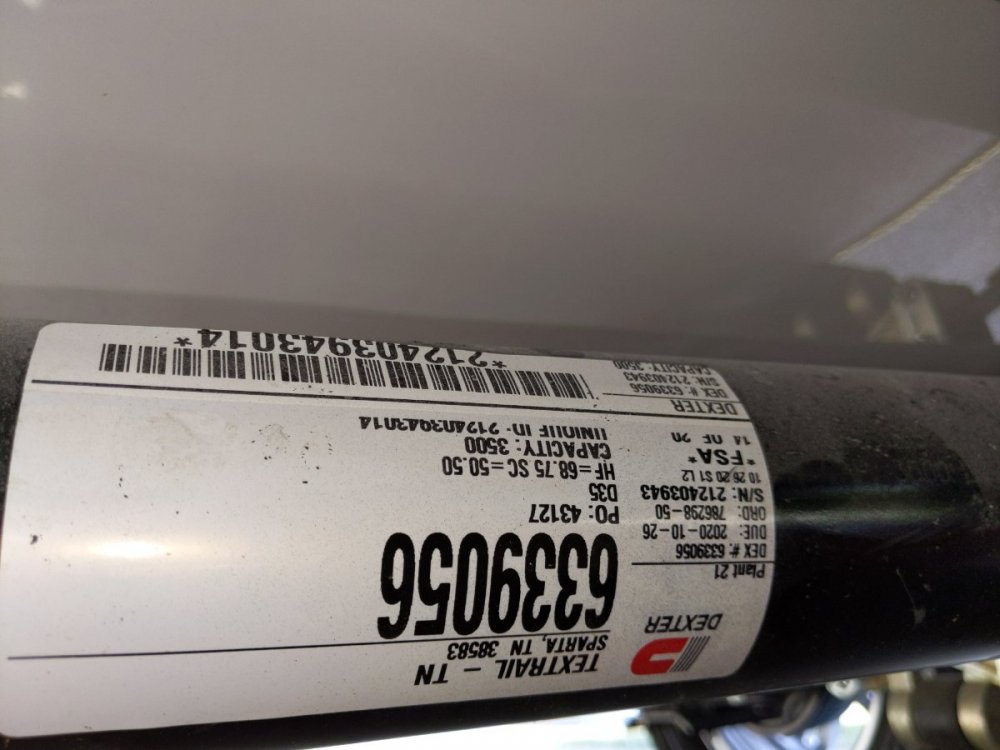 DEXTER
TEXTRAIL - TN
SPARTA, TN 38583
Plant 21
DEX #: 6339056
DUE: 2020-10-26
ORD: 786298-50
S/N: 212403943
10 26 20 S1 L2
*FSA*
14 OF 20
6339056
PO: 43127
D35
HF=68.75 SC=50.50
CAPACITY: 3500
UNIQUE ID: 212403943014
DEXTER
DEX #: 6339056
S/N: 212403943
CAPACITY: 3500
*212403943014*